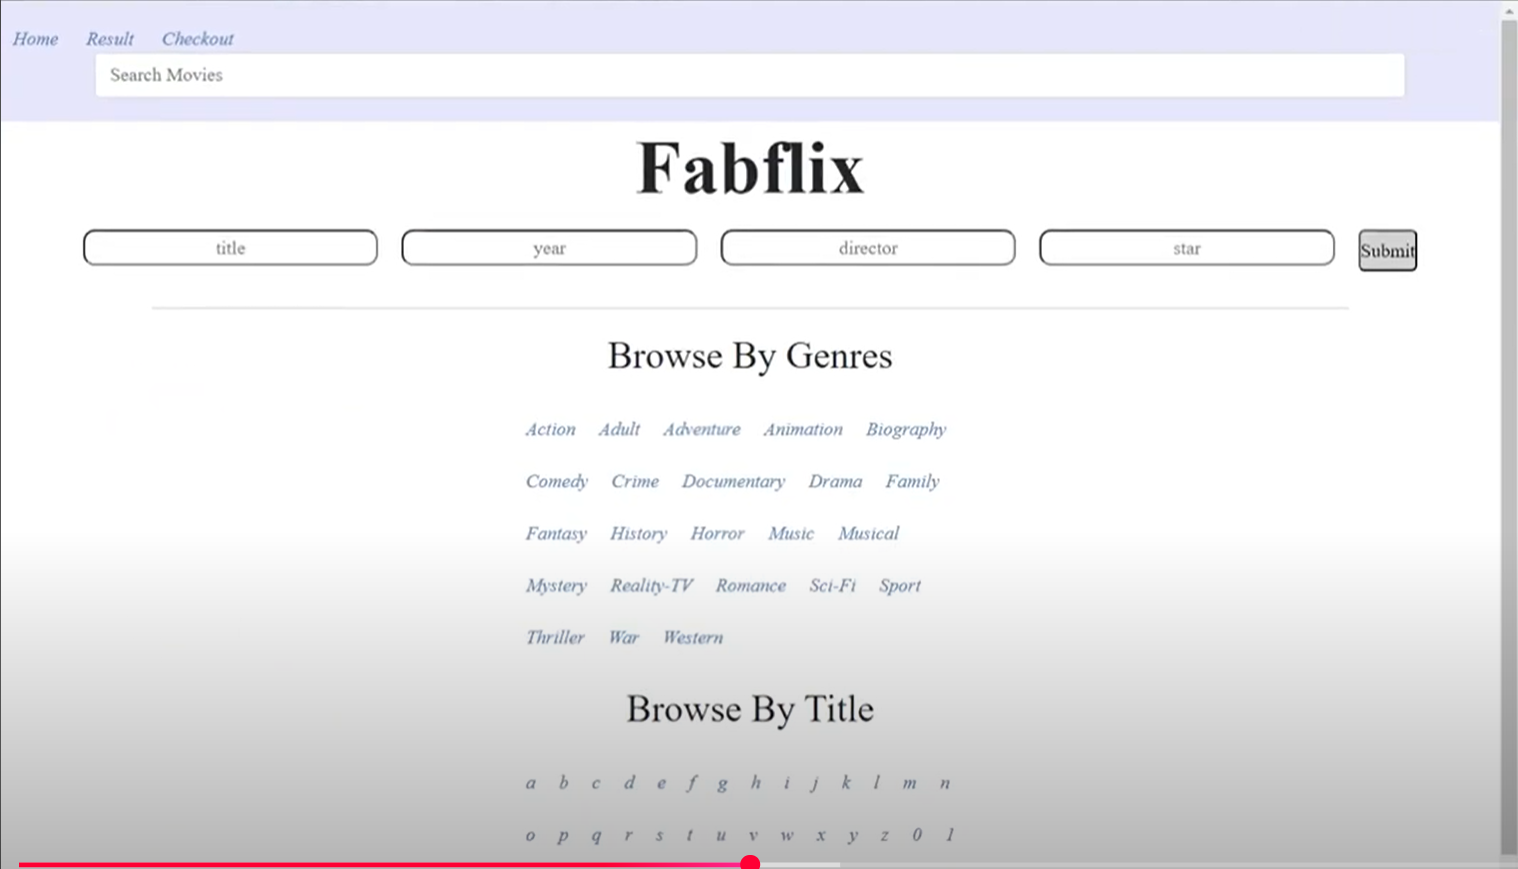 Home Result Checkout
Search Movies
Fabflix
title year director star Submit
Browse By Genres
Action Adult Adventure Animation Biography
Comedy Crime Documentary Drama Family
Fantasy History Horror Music Musical
Mystery Reality-TV Romance Sci-Fi Sport
Thriller War Western
Browse By Title
a b c d e f g h i j k l m n
o p q r s t u v w x y z 0 1